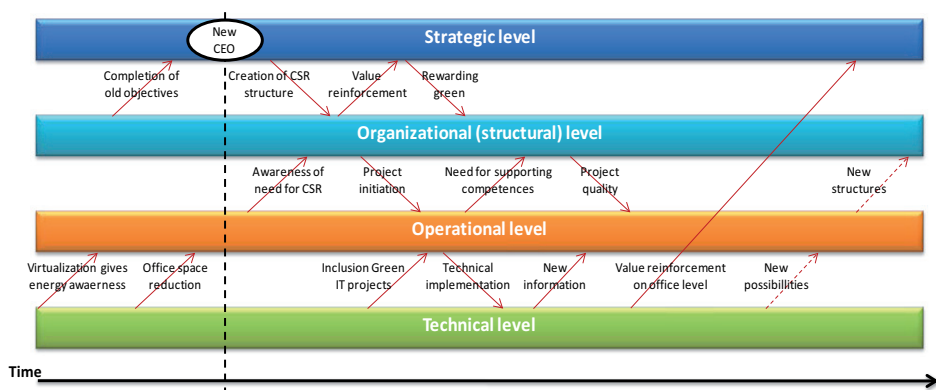 New
CEO
Strategic level
Completion of
old objectives
Creation of CSR
structure
Value
reinforcement
Rewarding
green
Organizational (structural) level
Awareness of
need for CSR
Project
initiation
Need for supporting
competences
Project
quality
New
structures
Operational level
Virtualization gives
energy awaerness
Office space
reduction
Inclusion Green
IT projects
Technical
implementation
New
information
Value reinforcement
on office level
New
possibillities
Technical level
Time